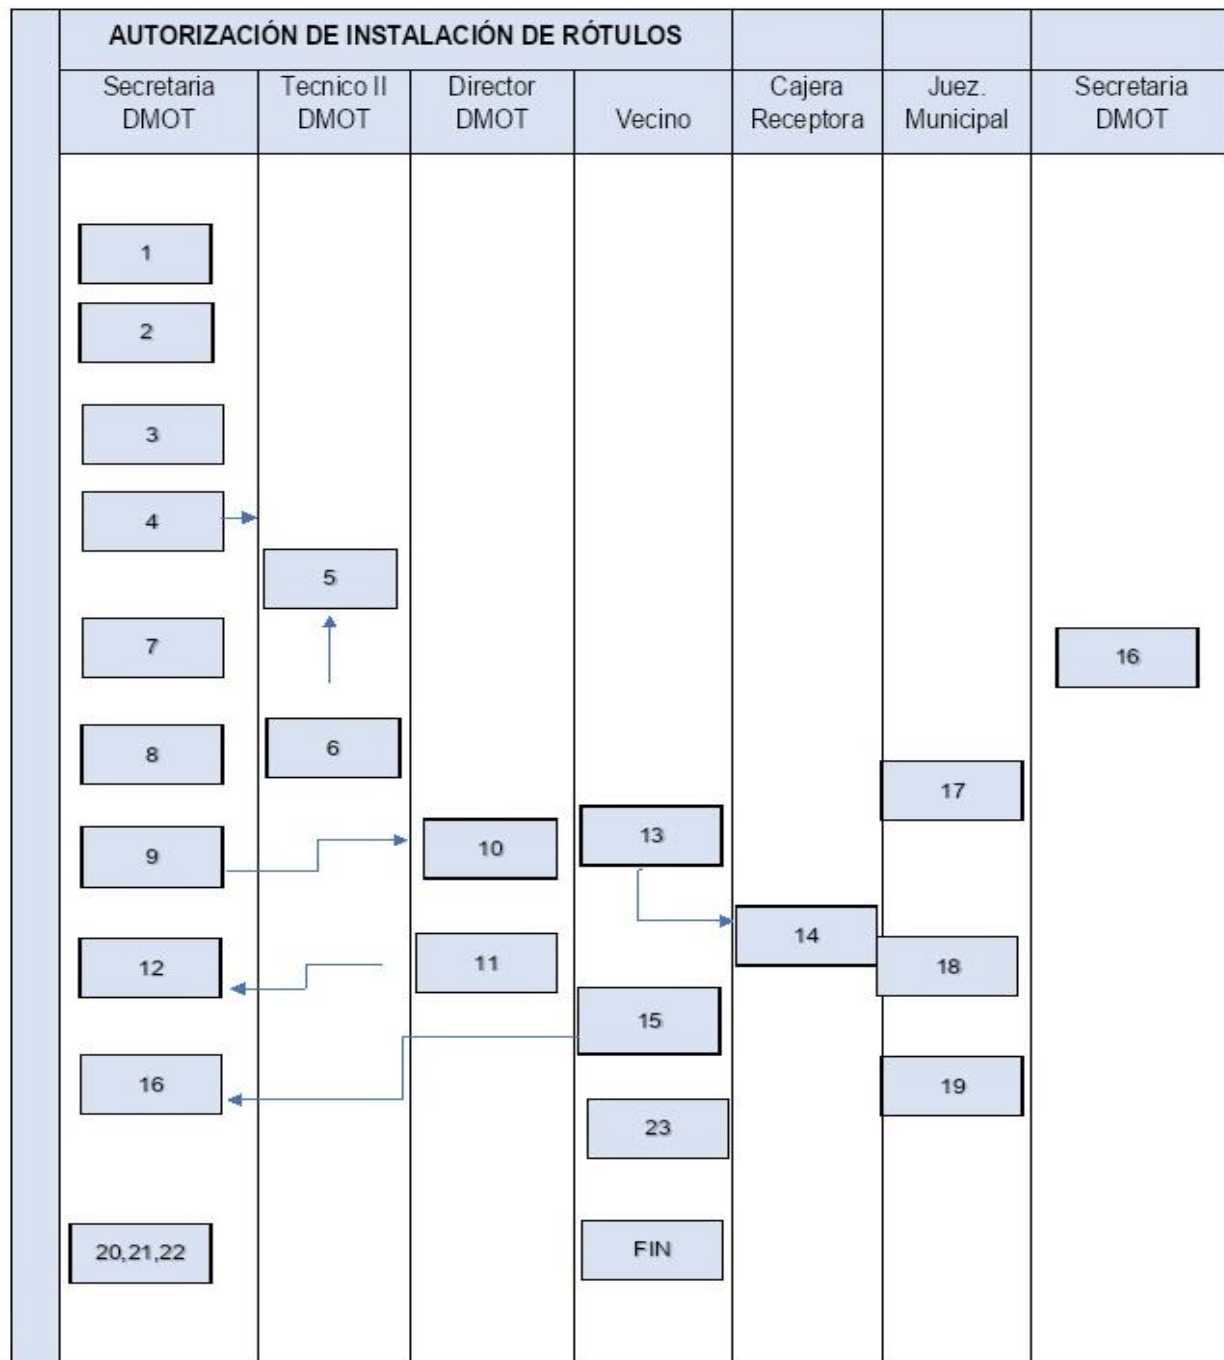 AUTORIZACIÓN DE INSTALACIÓN DE RÓTULOS
Secretaria
DMOT
Tecnico II
DMOT
Director
DMOT
Vecino
Cajera
Receptora
Juez.
Municipal
Secretaria
DMOT
1
2
3
4
5
7
16
6
8
17
13
9
10
14
11
12
18
15
16
19
23
20,21,22
FIN